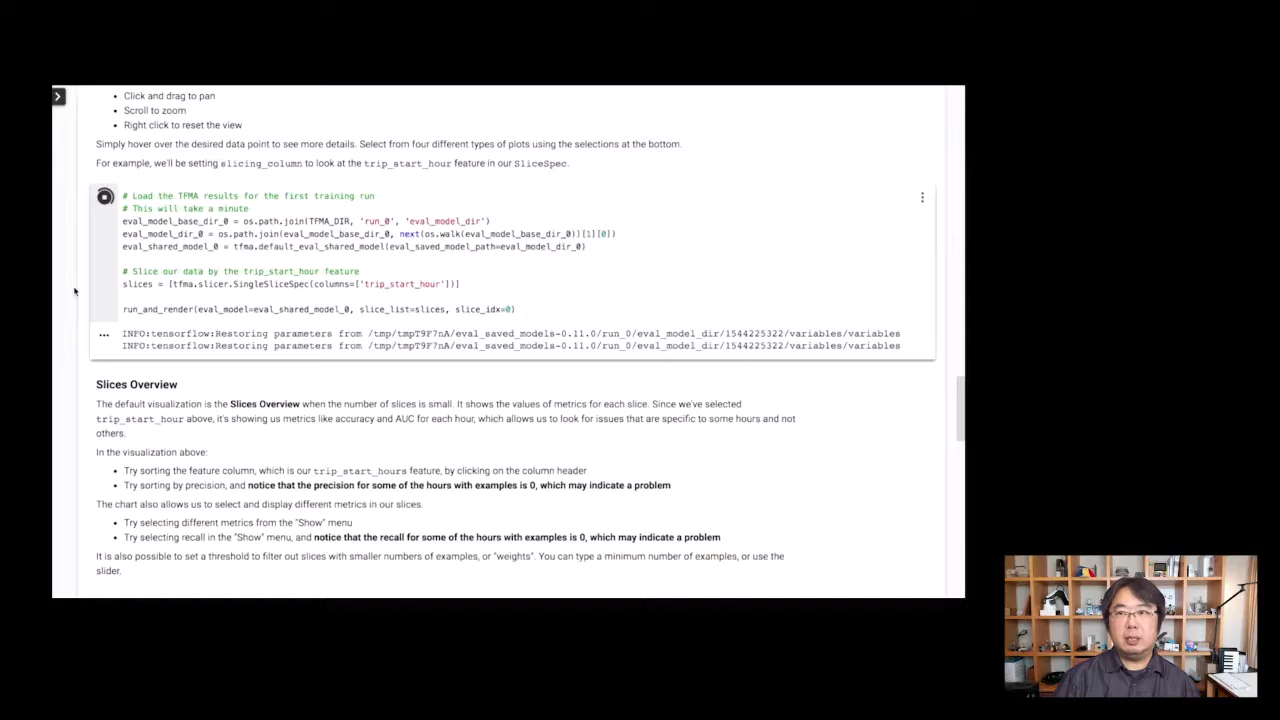 Click and drag to pan
Scroll to zoom
Right click to reset the view
Simply hover over the desired data point to see more details. Select from four different types of plots using the selections at the bottom.
For example, we'll be setting slicing_column to look at the trip_start_hour feature in our SliceSpec.
# Load the TFMA results for the first training run
# This will take a minute
eval_model_base_dir_0 = os.path.join(TFMA_DIR, 'run_0', 'eval_model_dir')
eval_model_dir_0 = os.path.join(eval_model_base_dir_0, next(os.walk(eval_model_base_dir_0))[1][0])
eval_shared_model_0 = tfma.default_eval_shared_model(eval_saved_model_path=eval_model_dir_0)
# Slice our data by the trip_start_hour feature
slices = [tfma.slicer.SingleSliceSpec(columns=['trip_start_hour'])]
run_and_render(eval_model=eval_shared_model_0, slice_list=slices, slice_idx=0)
INFO:tensorflow:Restoring parameters from /tmp/tmpT9F7nA/eval_saved_models-0.11.0/run_0/eval_model_dir/1544225322/variables/variables
INFO:tensorflow:Restoring parameters from /tmp/tmpT9F7nA/eval_saved_models-0.11.0/run_0/eval_model_dir/1544225322/variables/variables
Slices Overview
The default visualization is the Slices Overview when the number of slices is small. It shows the values of metrics for each slice. Since we've selected
trip_start_hour above, it's showing us metrics like accuracy and AUC for each hour, which allows us to look for issues that are specific to some hours and not
others.
In the visualization above:
Try sorting the feature column, which is our trip_start_hours feature, by clicking on the column header
Try sorting by precision, and notice that the precision for some of the hours with examples is 0, which may indicate a problem
The chart also allows us to select and display different metrics in our slices.
Try selecting different metrics from the "Show" menu
Try selecting recall in the "Show" menu, and notice that the recall for some of the hours with examples is 0, which may indicate a problem
It is also possible to set a threshold to filter out slices with smaller numbers of examples, or "weights". You can type a minimum number of examples, or use the
slider.